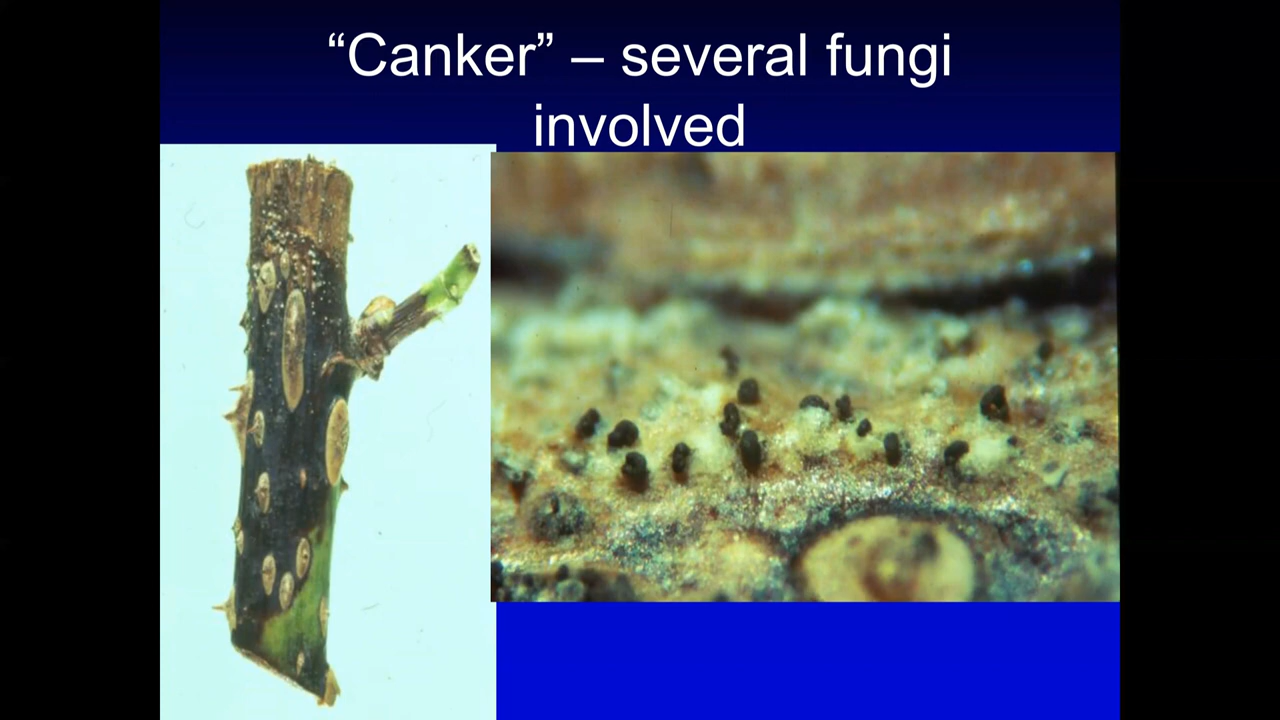 “Canker” – several fungi
involved